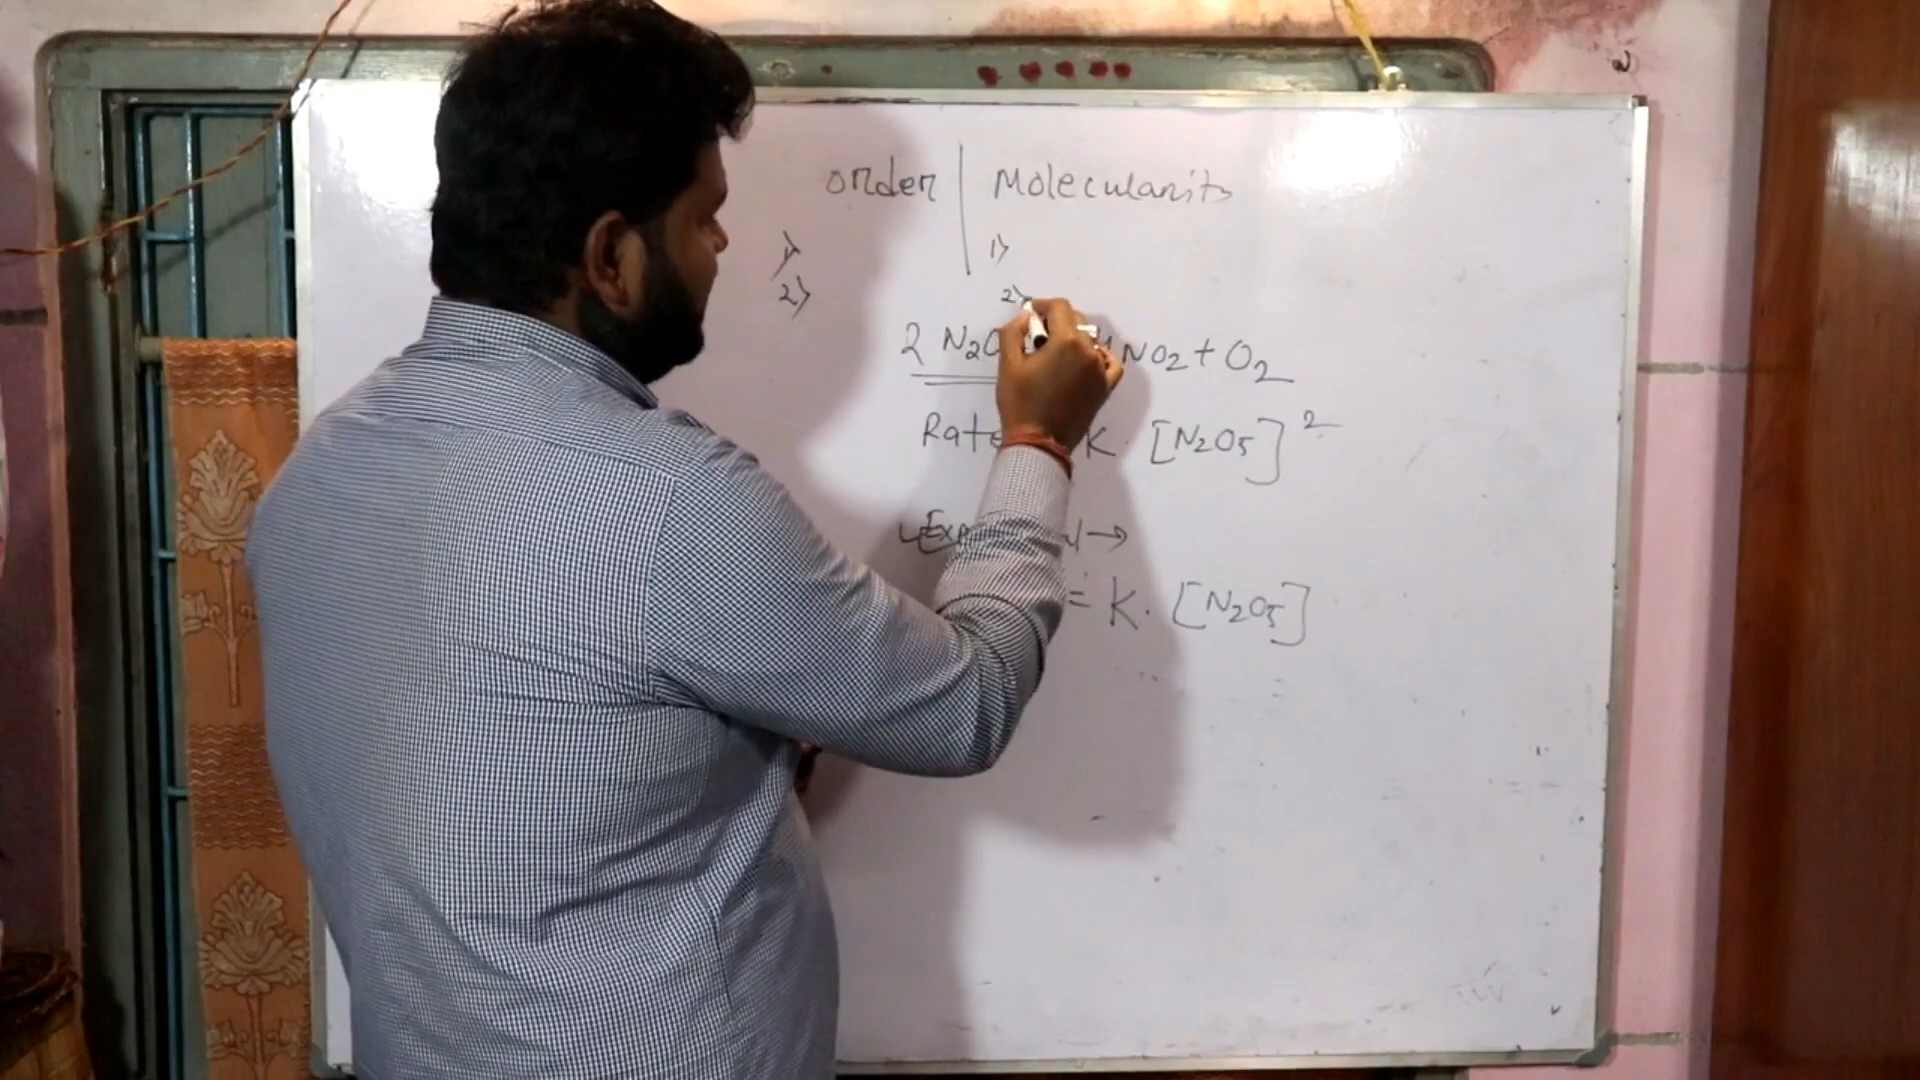 order | Molecularity
1) 1)
2) 2)
2 N2O NO2 + O2
Rate K. [N2O5]2
Exp l →
= K. [N2O5]